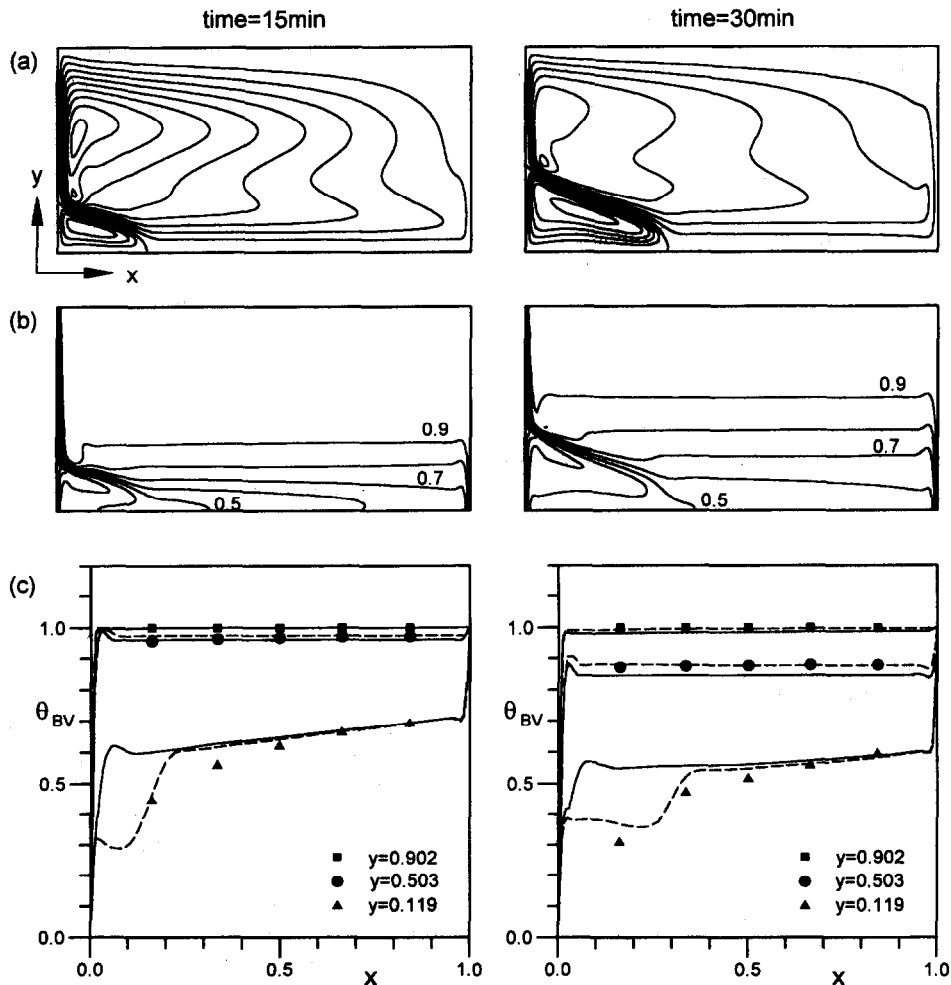 time=15min
time=30min
(a)
y
x
(b)
0.9
0.7
0.5
0.9
0.7
0.5
(c)
1.0
θBV
0.5
0.0
■ y=0.902
● y=0.503
▲ y=0.119
0.0 0.5 x 1.0
1.0
θBV
0.5
0.0
■ y=0.902
● y=0.503
▲ y=0.119
0.0 0.5 x 1.0